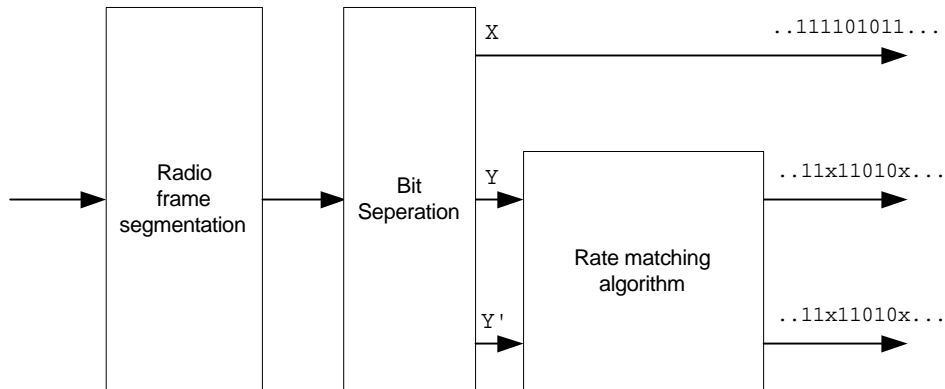 X
..111101011...
Radio
frame
segmentation
Bit
Seperation
Y
..11x11010x...
Rate matching
algorithm
Y'
..11x11010x...